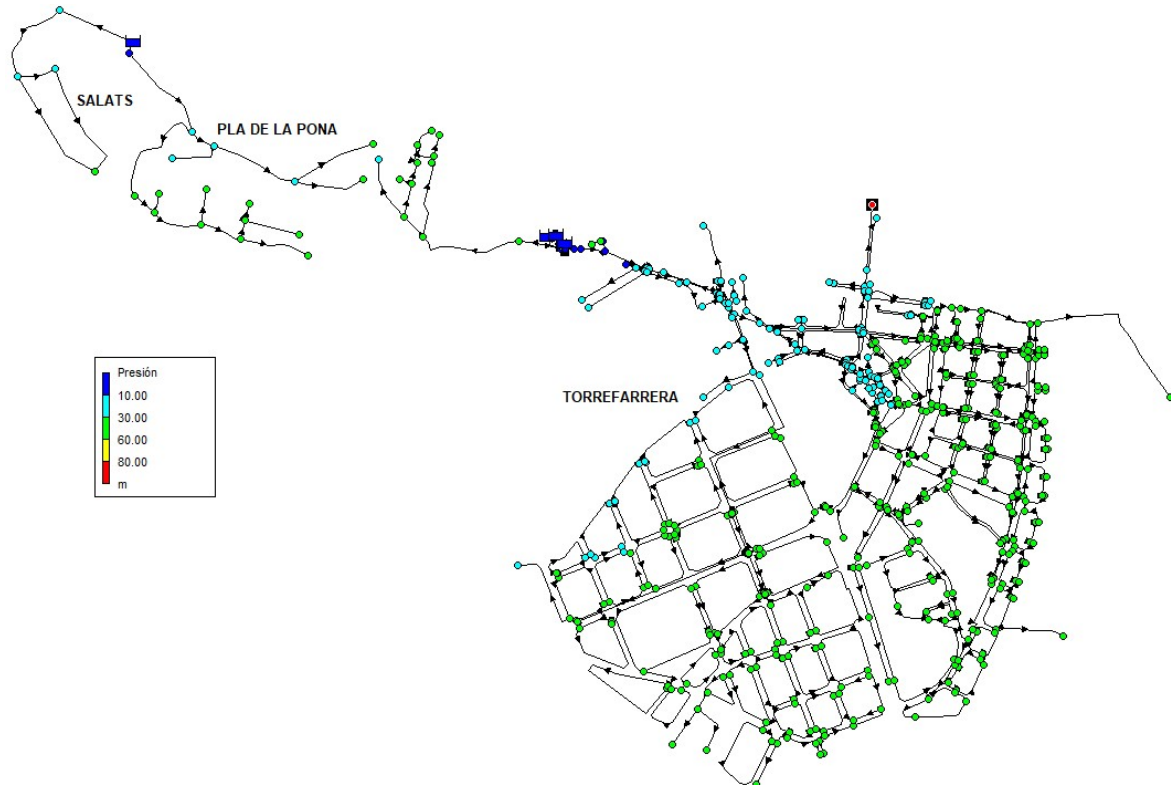 SALATS
PLA DE LA PONA
TORREFARRERA
Presión
10.00
30.00
60.00
80.00
m